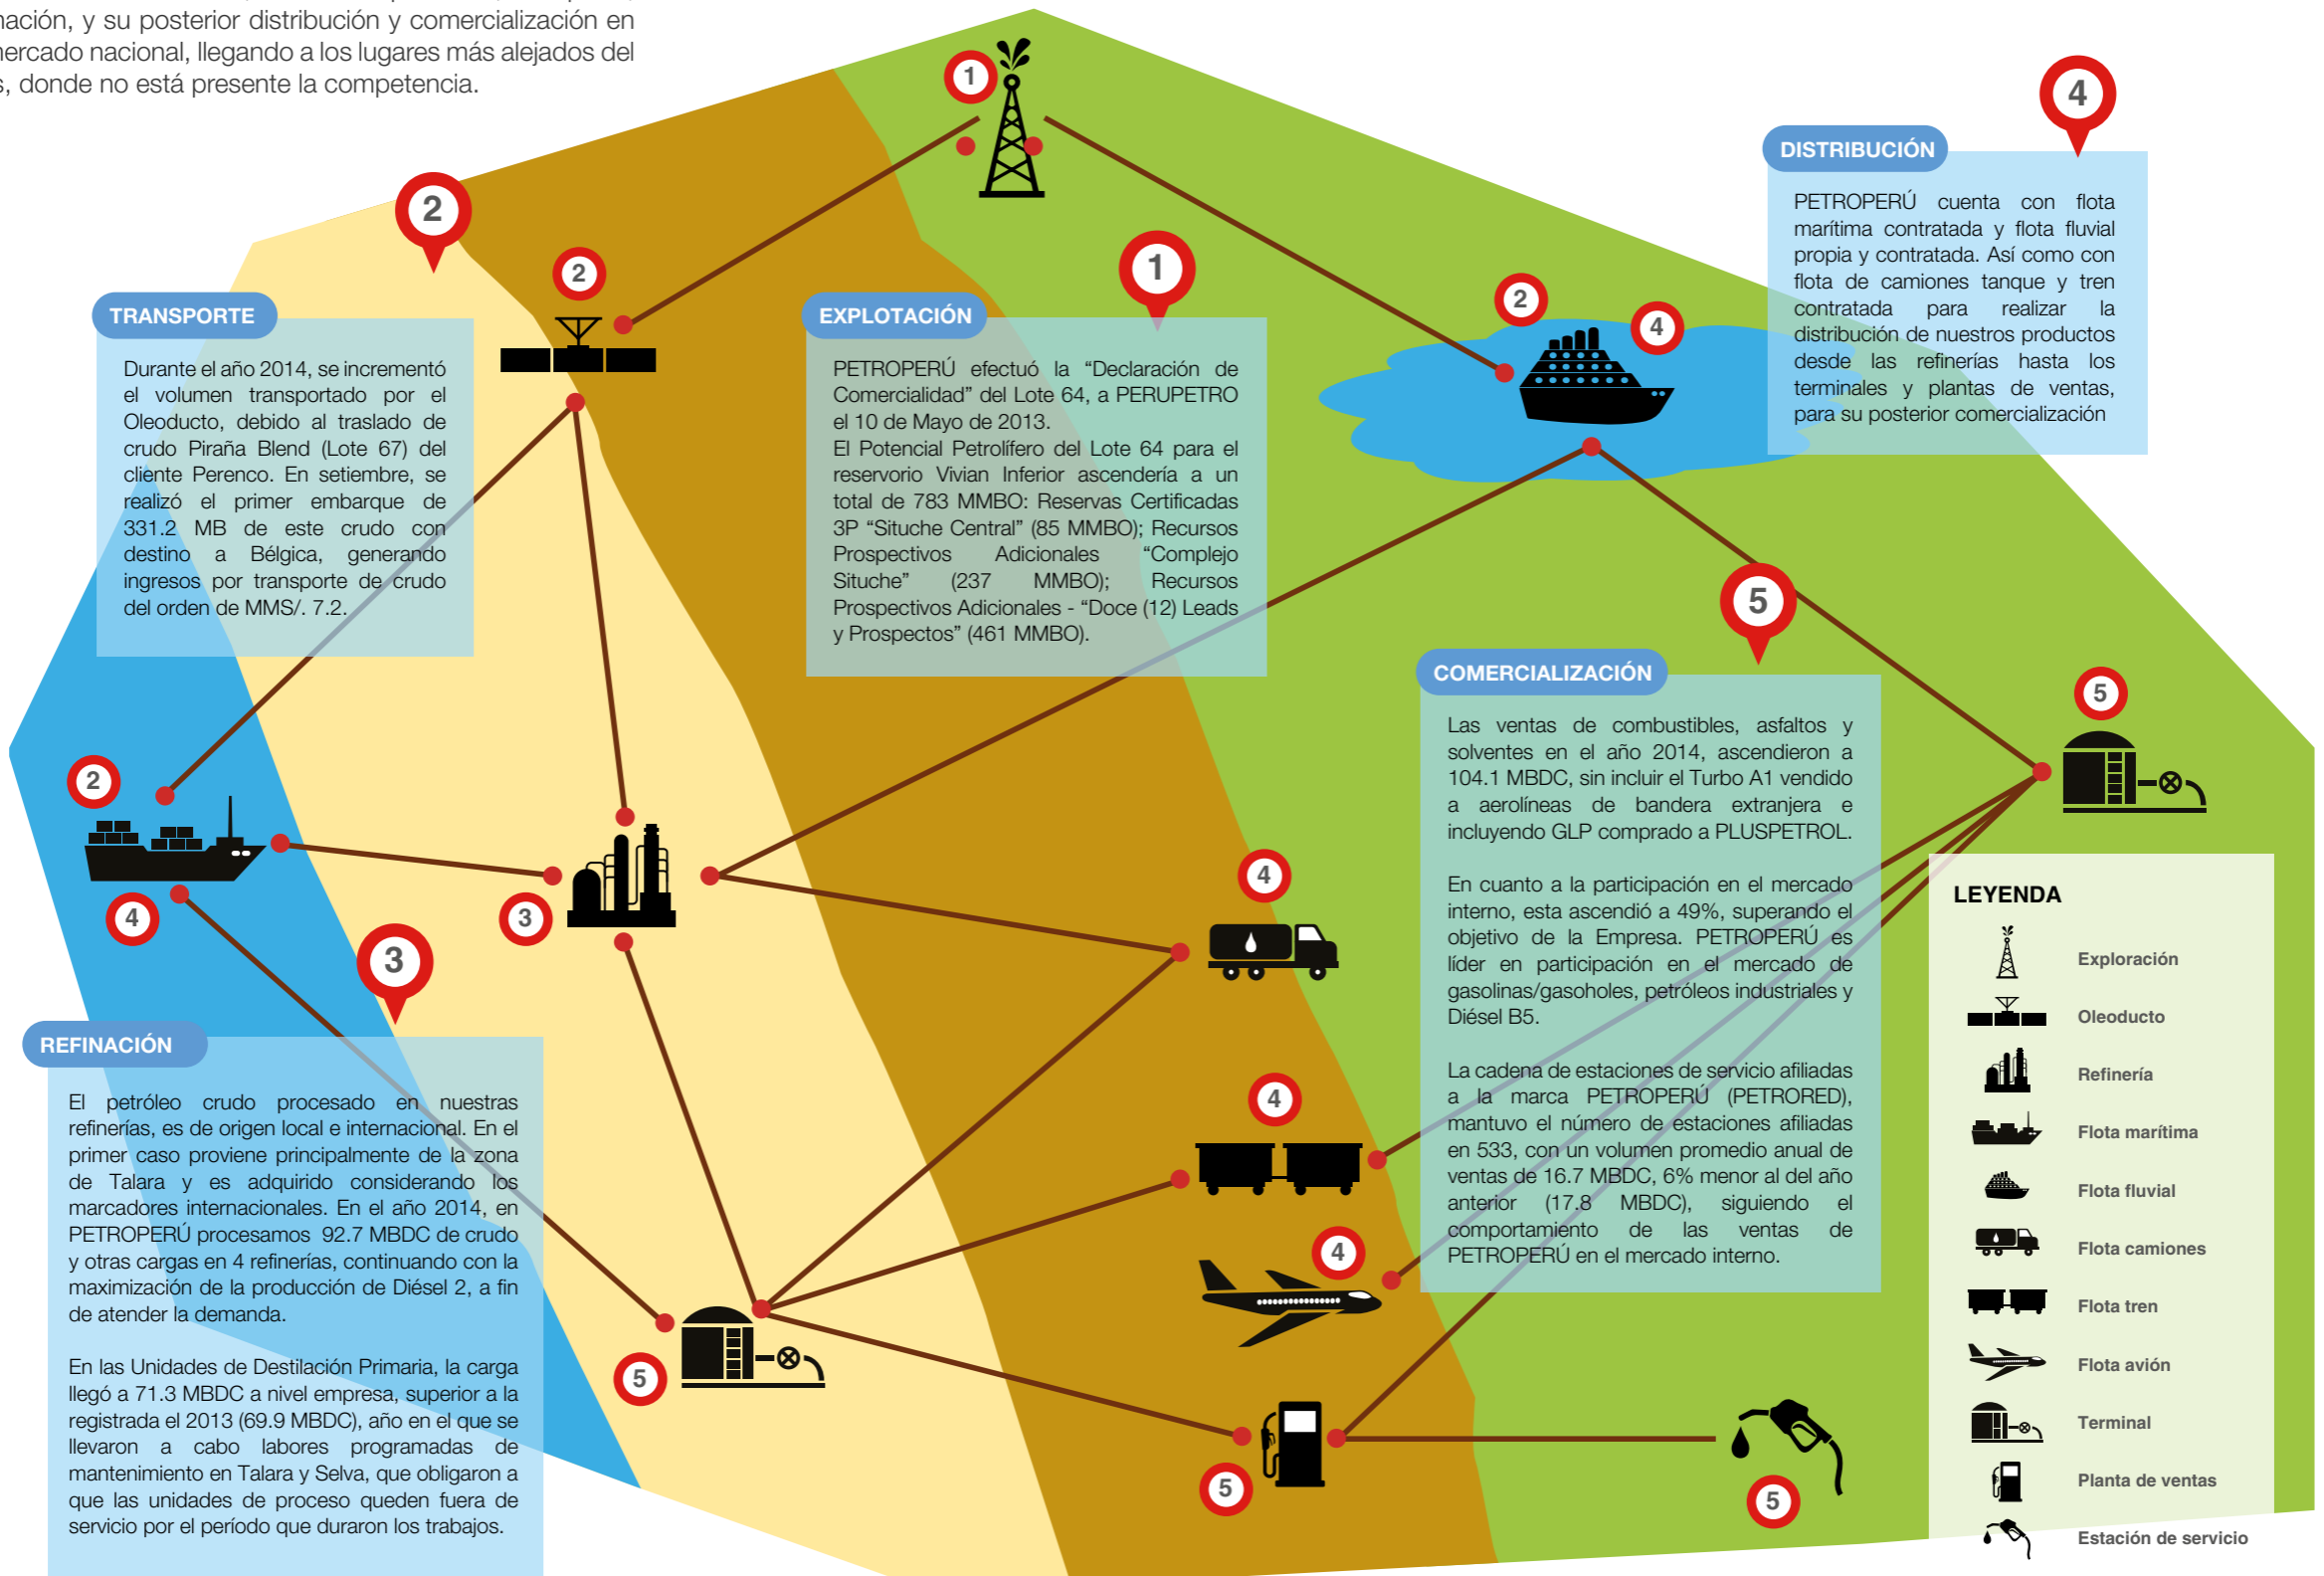 nación, y su posterior distribución y comercialización en
mercado nacional, llegando a los lugares más alejados del
s, donde no está presente la competencia.
1
4
DISTRIBUCIÓN
PETROPERÚ cuenta con flota
marítima contratada y flota fluvial
propia y contratada. Así como con
flota de camiones tanque y tren
contratada para realizar la
distribución de nuestros productos
desde las refinerías hasta los
terminales y plantas de ventas,
para su posterior comercialización
2
2
1
2
4
TRANSPORTE
Durante el año 2014, se incrementó
el volumen transportado por el
Oleoducto, debido al traslado de
crudo Piraña Blend (Lote 67) del
cliente Perenco. En setiembre, se
realizó el primer embarque de
331.2 MB de este crudo con
destino a Bélgica, generando
ingresos por transporte de crudo
del orden de MMS/. 7.2.
EXPLOTACIÓN
PETROPERÚ efectuó la “Declaración de
Comercialidad” del Lote 64, a PERUPETRO
el 10 de Mayo de 2013.
El Potencial Petrolífero del Lote 64 para el
reservorio Vivian Inferior ascendería a un
total de 783 MMBO: Reservas Certificadas
3P “Situche Central” (85 MMBO); Recursos
Prospectivos Adicionales “Complejo
Situche” (237 MMBO); Recursos
Prospectivos Adicionales - “Doce (12) Leads
y Prospectos” (461 MMBO).
5
COMERCIALIZACIÓN
Las ventas de combustibles, asfaltos y
solventes en el año 2014, ascendieron a
104.1 MBDC, sin incluir el Turbo A1 vendido
a aerolíneas de bandera extranjera e
incluyendo GLP comprado a PLUSPETROL.
En cuanto a la participación en el mercado
interno, esta ascendió a 49%, superando el
objetivo de la Empresa. PETROPERÚ es
líder en participación en el mercado de
gasolinas/gasoholes, petróleos industriales y
Diésel B5.
La cadena de estaciones de servicio afiliadas
a la marca PETROPERÚ (PETRORED),
mantuvo el número de estaciones afiliadas
en 533, con un volumen promedio anual de
ventas de 16.7 MBDC, 6% menor al del año
anterior (17.8 MBDC), siguiendo el
comportamiento de las ventas de
PETROPERÚ en el mercado interno.
5
2
4
3
4
3
REFINACIÓN
El petróleo crudo procesado en nuestras
refinerías, es de origen local e internacional. En el
primer caso proviene principalmente de la zona
de Talara y es adquirido considerando los
marcadores internacionales. En el año 2014, en
PETROPERÚ procesamos 92.7 MBDC de crudo
y otras cargas en 4 refinerías, continuando con la
maximización de la producción de Diésel 2, a fin
de atender la demanda.
En las Unidades de Destilación Primaria, la carga
llegó a 71.3 MBDC a nivel empresa, superior a la
registrada el 2013 (69.9 MBDC), año en el que se
llevaron a cabo labores programadas de
mantenimiento en Talara y Selva, que obligaron a
que las unidades de proceso queden fuera de
servicio por el período que duraron los trabajos.
4
4
5
5
5
LEYENDA
Exploración
Oleoducto
Refinería
Flota marítima
Flota fluvial
Flota camiones
Flota tren
Flota avión
Terminal
Planta de ventas
Estación de servicio